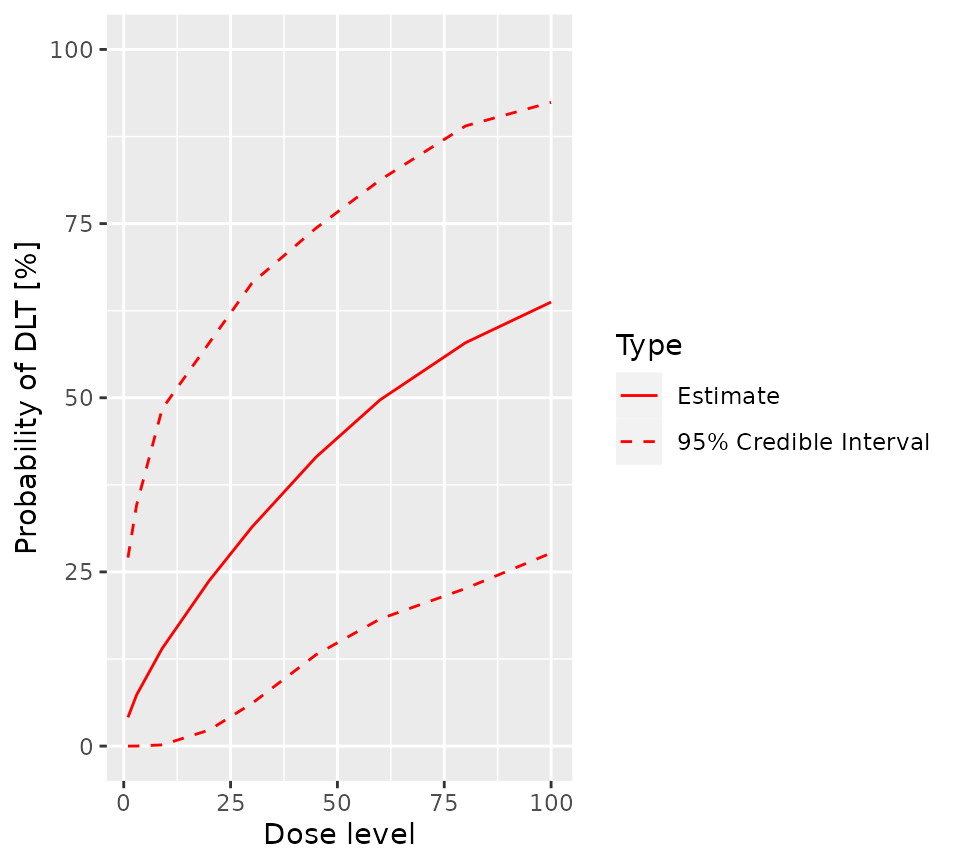 Probability of DLT [%]
100
75
50
25
0
0 25 50 75 100
Dose level
Type
Estimate
95% Credible Interval